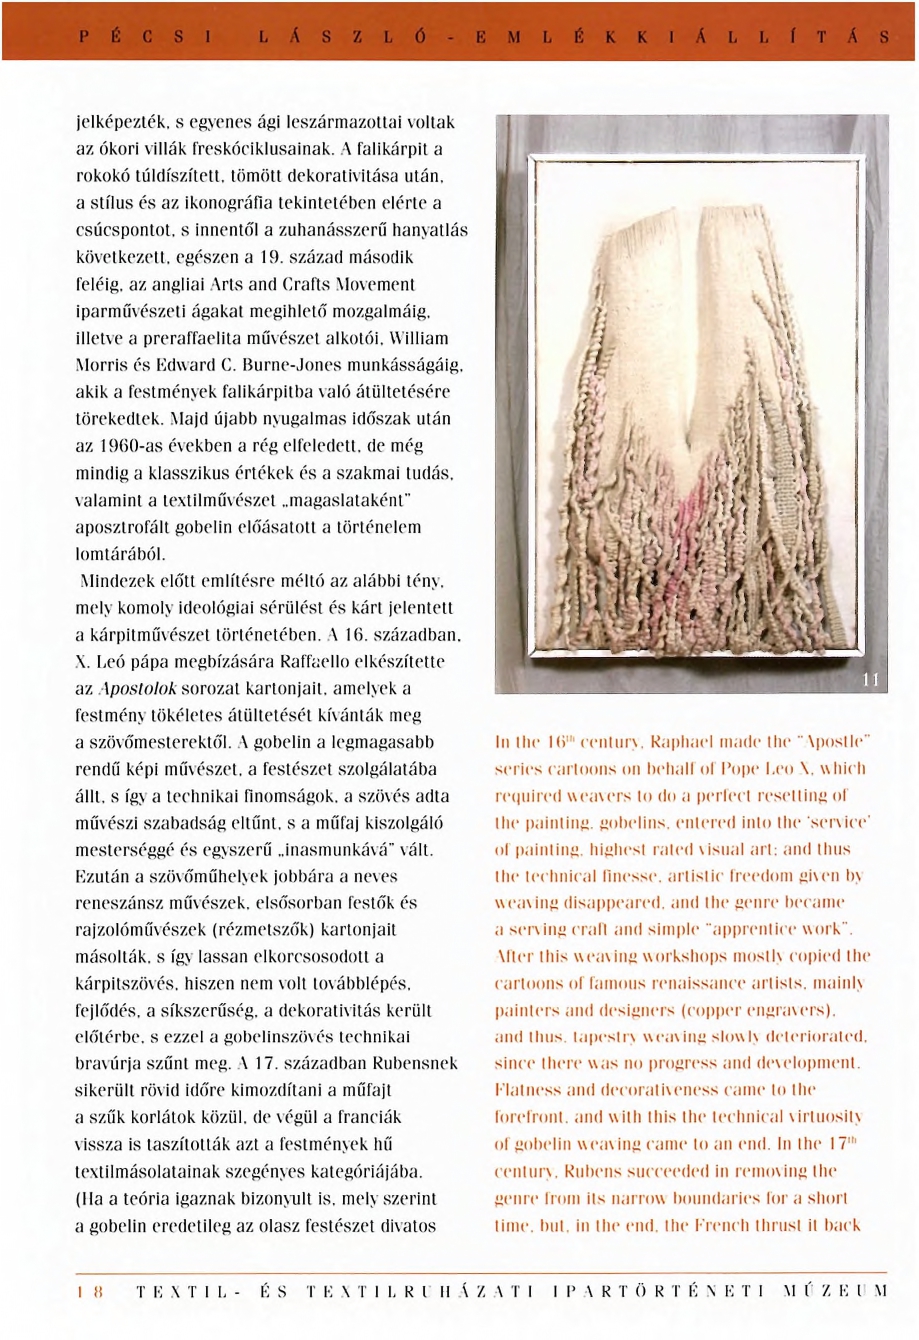 PÉCSI LÁSZLÓ-EMLÉKKIÁLLÍTÁS
jelképezték, s egyenes ági leszármazottai voltak
az ókori villák freskóciklusainak. A falikárpit a
rokokó túldíszített, tömött dekorativitása után,
a stílus és az ikonográfia tekintetében elérte a
csúcspontot, s innentől a zuhanásszerű hanyatlás
következett, egészen a 19. század második
feléig, az angliai Arts and Crafts Movement
iparművészeti ágakat megihlető mozgalmáig,
illetve a preraffaelita művészet alkotói, William
Morris és Edward C. Burne-Jones munkásságáig,
akik a festmények falikárpitba való átültetésére
törekedtek. Majd újabb nyugalmas időszak után
az 1960-as években a rég elfeledett, de még
mindig a klasszikus értékek és a szakmai tudás,
valamint a textilművészet „magaslataként"
aposztrofált gobelin előásatott a történelem
lomtárából.
Mindezek előtt említésre méltó az alábbi tény,
mely komoly ideológiai sérülést és kárt jelentett
a kárpitművészet történetében. A 16. században,
X. Leó pápa megbízására Raffaello elkészítette
az Apostolok sorozat kartonjait, amelyek a
festmény tökéletes átültetését kívánták meg
a szövőmesterektől. A gobelin a legmagasabb
rendű képi művészet, a festészet szolgálatába
állt, s így a technikai finomságok, a szövés adta
művészi szabadság eltűnt, s a műfaj kiszolgáló
mesterséggé és egyszerű „inasmunkává" vált.
Ezután a szövőműhelyek jobbára a neves
reneszánsz művészek, elsősorban festők és
rajzolóművészek (rézmetszők) kartonjait
másolták, s így lassan elkorcsosodott a
kárpitszövés, hiszen nem volt továbblépés,
fejlődés, a síkszerűség, a dekorativitás került
előtérbe, s ezzel a gobelinszövés technikai
bravúrja szűnt meg. A 17. században Rubensnek
sikerült rövid időre kimozdítani a műfajt
a szűk korlátok közül, de végül a franciák
vissza is taszították azt a festmények hű
textilmásolatainak szegényes kategóriájába.
(Ha a teória igaznak bizonyult is, mely szerint
a gobelin eredetileg az olasz festészet divatos
11
In the 16th century, Raphael made the "Apostle"
series cartoons on behalf of Pope Leo X, which
required weavers to do a perfect resetting of
the painting, gobelins, entered into the 'service'
of painting, highest rated visual art; and thus
the technical finesse, artistic freedom given by
weaving disappeared, and the genre became
a serving craft and simple "apprentice work".
After this weaving workshops mostly copied the
cartoons of famous renaissance artists, mainly
painters and designers (copper engravers),
and thus, tapestry weaving slowly deteriorated,
since there was no progress and development.
Flatness and decorativeness came to the
forefront, and with this the technical virtuosity
of gobelin weaving came to an end. In the 17th
century, Rubens succeeded in removing the
genre from its narrow boundaries for a short
time, but, in the end, the French thrust it back
18 TEXTIL- ÉS TEXTILRUHÁZATI IPARTÖRTÉNETI MÚZEUM